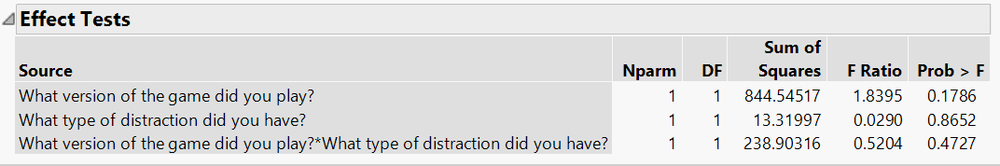 Effect Tests
Sum of
Source Nparm DF Squares F Ratio Prob > F
What version of the game did you play? 1 1 844.54517 1.8395 0.1786
What type of distraction did you have? 1 1 13.31997 0.0290 0.8652
What version of the game did you play?*What type of distraction did you have? 1 1 238.90316 0.5204 0.4727